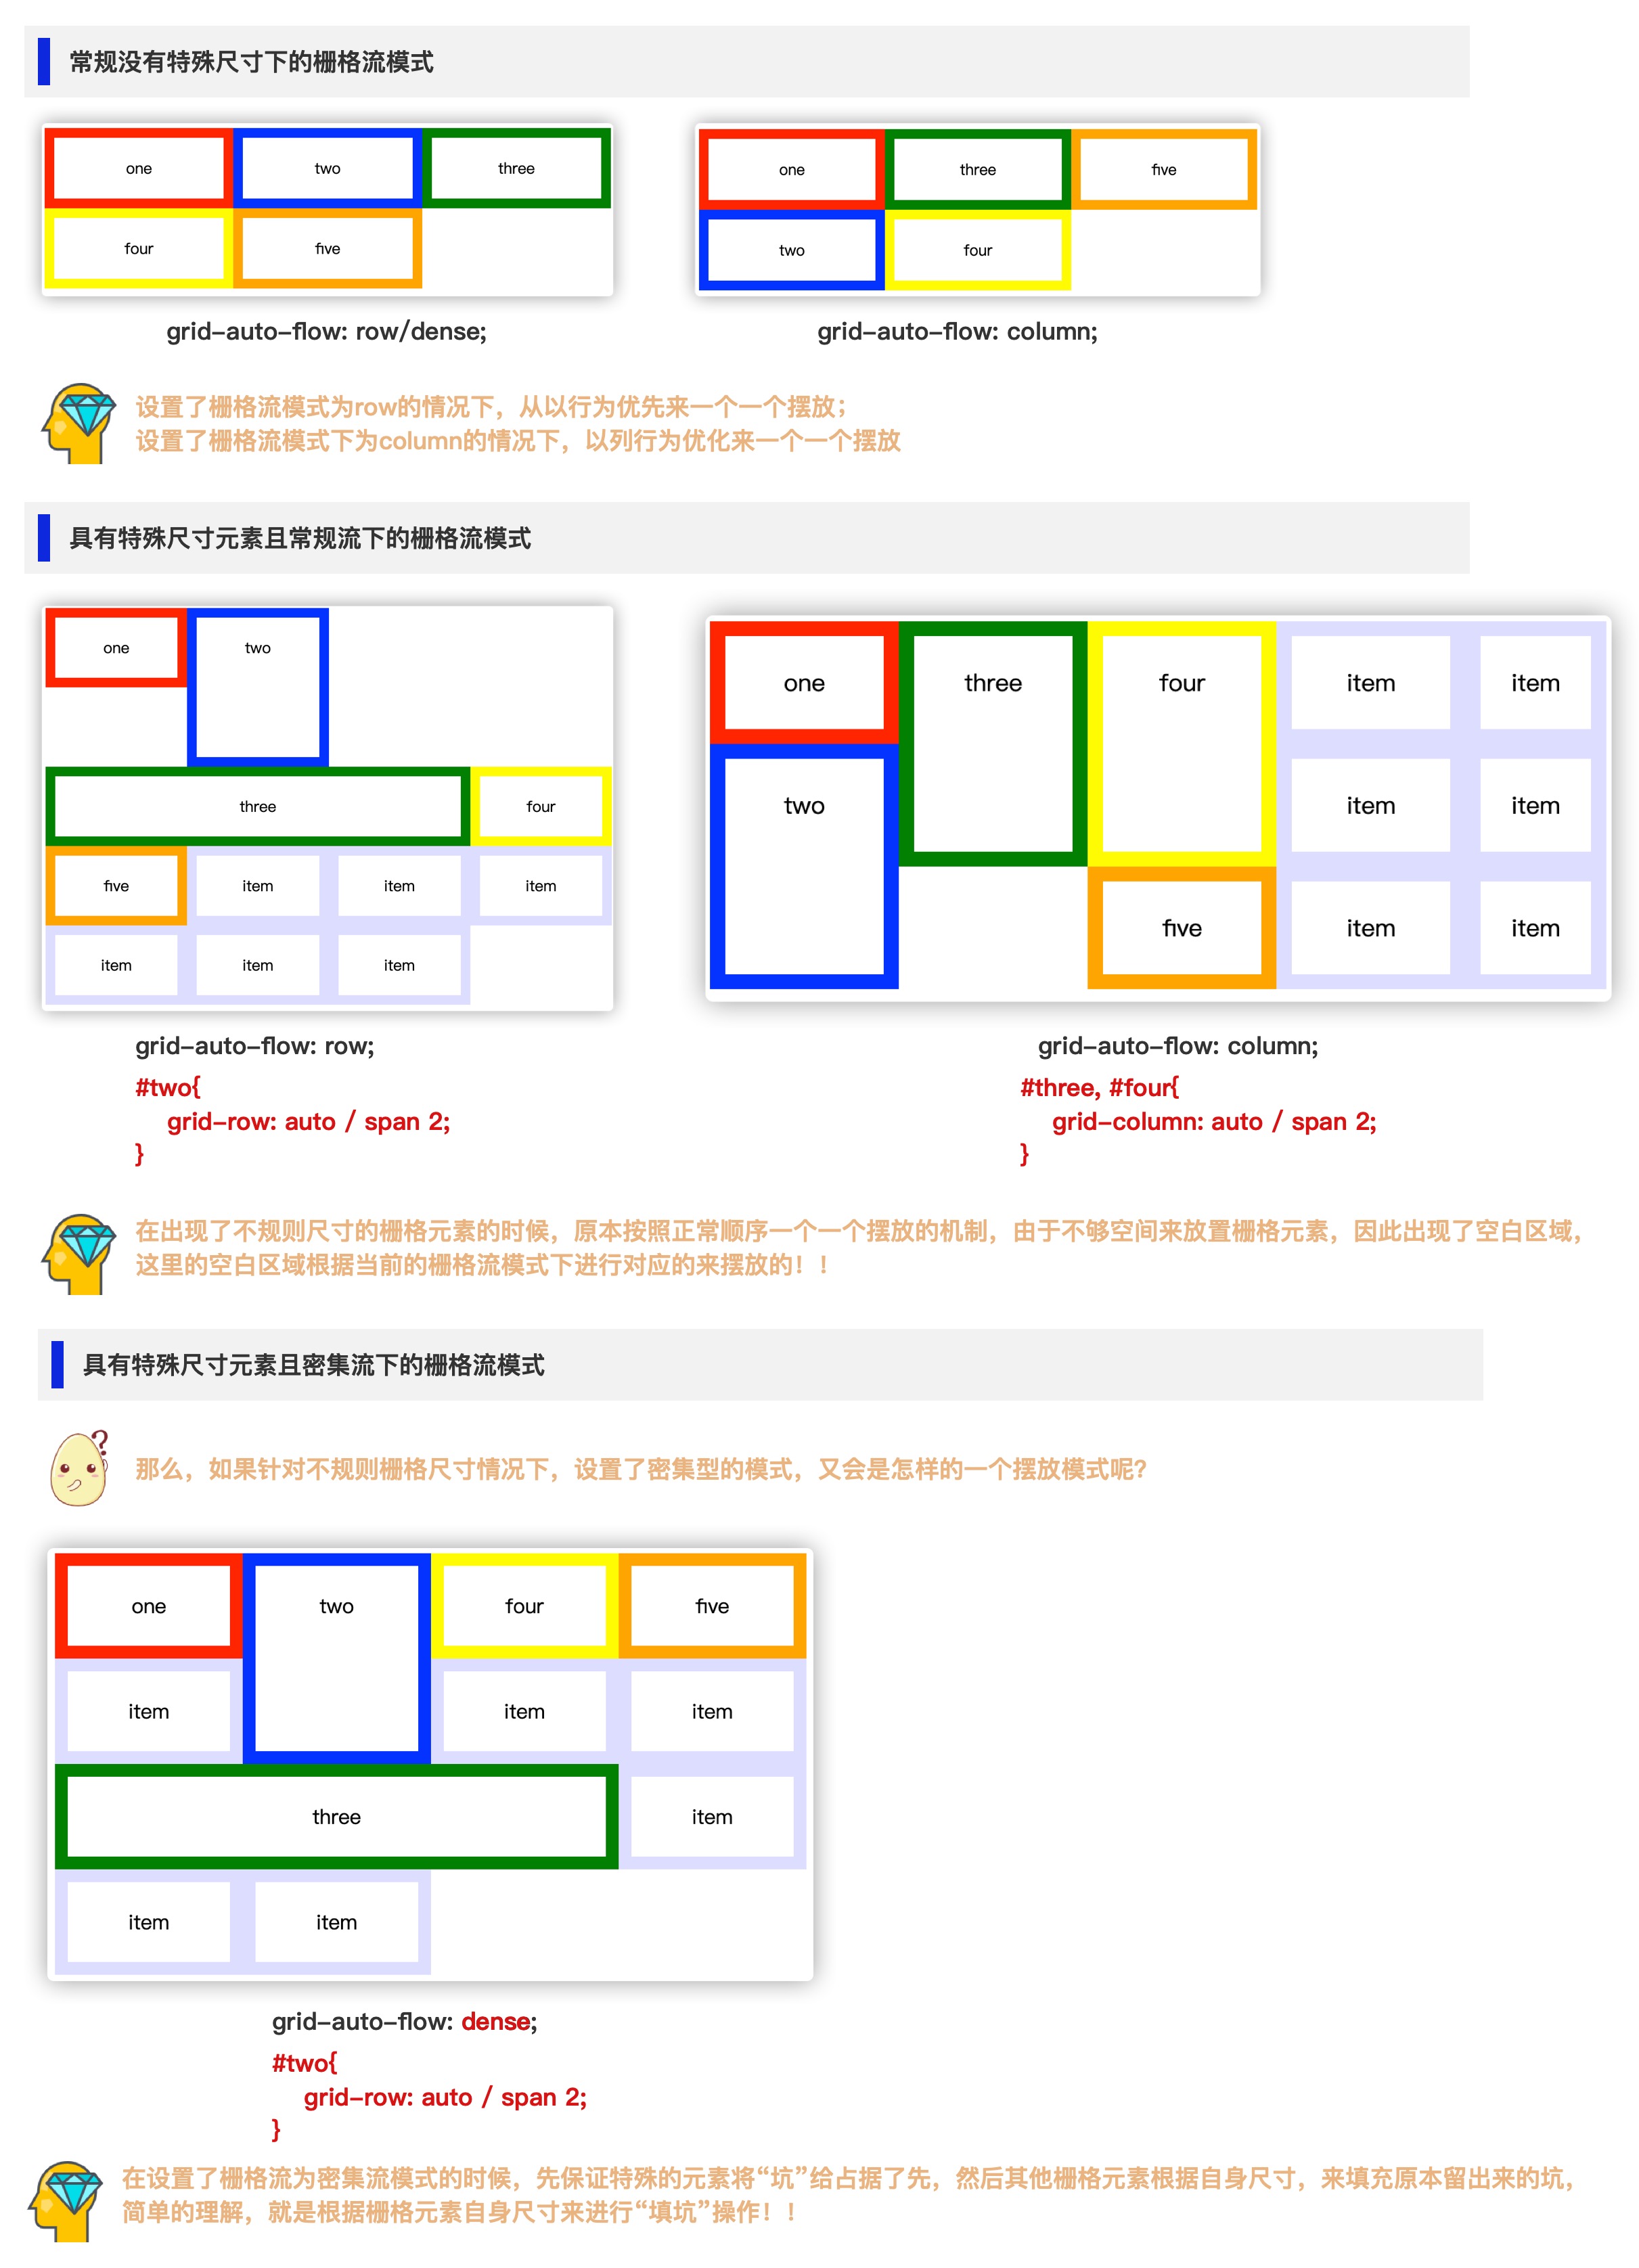 常规没有特殊尺寸下的栅格流模式
one two three
four five
one three five
two four
grid-auto-flow: row/dense;
grid-auto-flow: column;
设置了栅格流模式为row的情况下，从以行为优先来一个一个摆放；
设置了栅格流模式下为column的情况下，以列行为优化来一个一个摆放
具有特殊尺寸元素且常规流下的栅格流模式
one two
three four
five item item item
item item item
one three four item item
two item item
five item item
grid-auto-flow: row;
#two{
grid-row: auto / span 2;
}
grid-auto-flow: column;
#three, #four{
grid-column: auto / span 2;
}
在出现了不规则尺寸的栅格元素的时候，原本按照正常顺序一个一个摆放的机制，由于不够空间来放置栅格元素，因此出现了空白区域，
这里的空白区域根据当前的栅格流模式下进行对应的来摆放的！！
具有特殊尺寸元素且密集流下的栅格流模式
?
那么，如果针对不规则栅格尺寸情况下，设置了密集型的模式，又会是怎样的一个摆放模式呢？
one two four five
item item item
three item
item item
grid-auto-flow: dense;
#two{
grid-row: auto / span 2;
}
在设置了栅格流为密集流模式的时候，先保证特殊的元素将“坑”给占据了先，然后其他栅格元素根据自身尺寸，来填充原本留出来的坑，
简单的理解，就是根据栅格元素自身尺寸来进行“填坑”操作！！